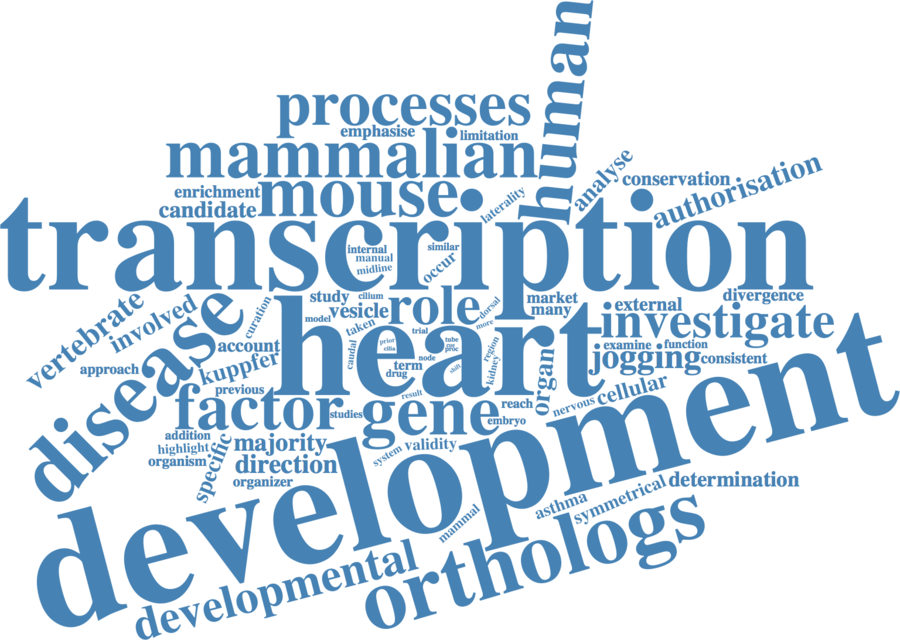 human
processes
emphasise
limitation
mammalian
analyse
conservation
authorisation
enrichment
mouse
candidate
laterality
transcription
internal
similar
manual
midline
occur
vertebrate
involved
disease
curation
study
cilium
vesicle
role
dorsal
market
many
external
divergence
model
taken
trial
more
investigate
heart
account
caudal
prior
cilia
tube
proc
region
examine
function
approach
kuppfer
node
term
drug
shift
kidney
organ
jogging
consistent
previous
result
factor
studies
gene
reach
embryo
nervous
cellular
addition
highlight
organism
specific
majority
direction
organizer
system
validity
development
determination
mammal
asthma
symmetrical
developmental
orthologs